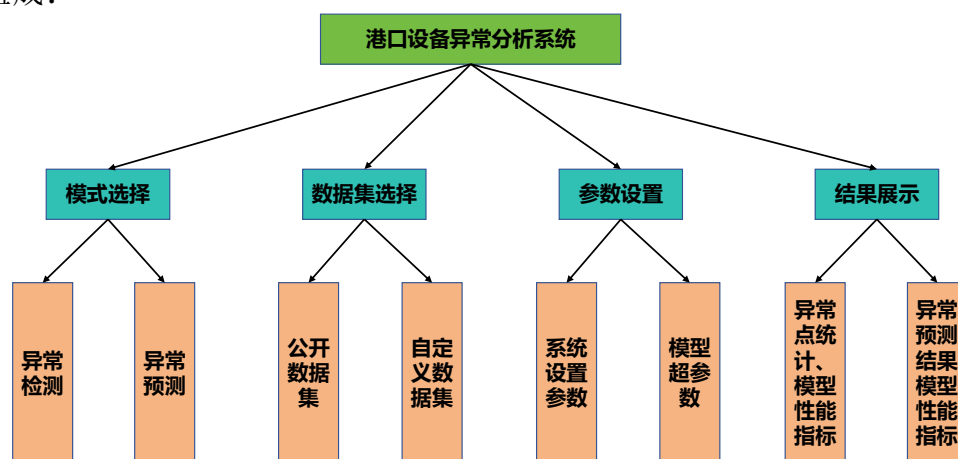 港口设备异常分析系统
模式选择
数据集选择
参数设置
结果展示
异常
检测
异常
预测
公开
数据
集
自定
义数
据集
系统
设置
参数
模型
超参
数
异常
点统
计、
模型
性能
指标
异常
预测
结果
模型
性能
指标